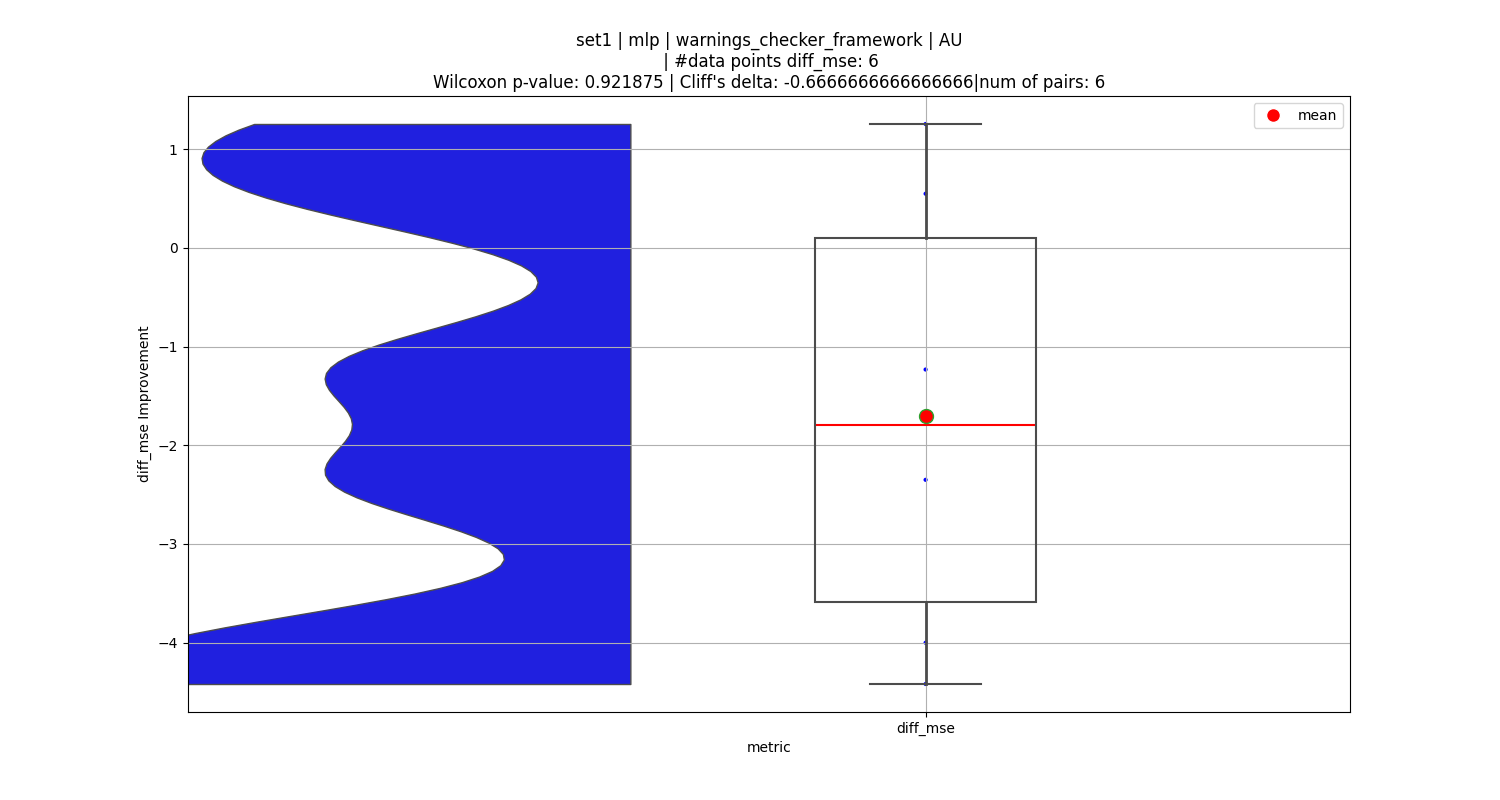 set1 | mlp | warnings_checker_framework | AU
| #data points diff_mse: 6
Wilcoxon p-value: 0.921875 | Cliff's delta: -0.6666666666666666|num of pairs: 6
mean
1
0
−1
−2
−3
−4
diff_mse Improvement
diff_mse
metric